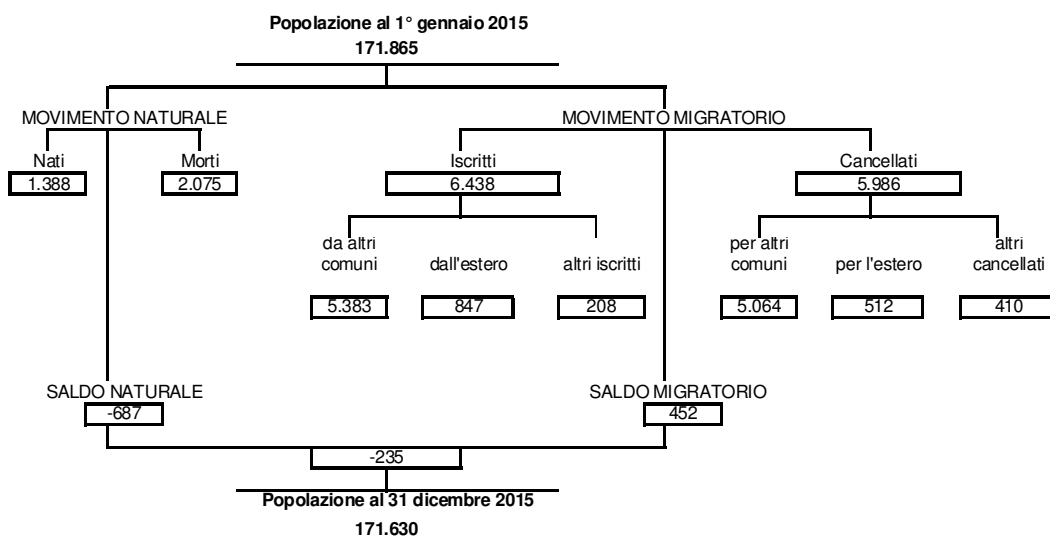 Popolazione al 1° gennaio 2015
171.865
MOVIMENTO NATURALE
MOVIMENTO MIGRATORIO
Nati
Morti
Iscritti
Cancellati
1.388
2.075
6.438
5.986
da altri
comuni
dall'estero
altri iscritti
per altri
comuni
per l'estero
altri
cancellati
5.383
847
208
5.064
512
410
SALDO NATURALE
SALDO MIGRATORIO
-687
452
-235
Popolazione al 31 dicembre 2015
171.630